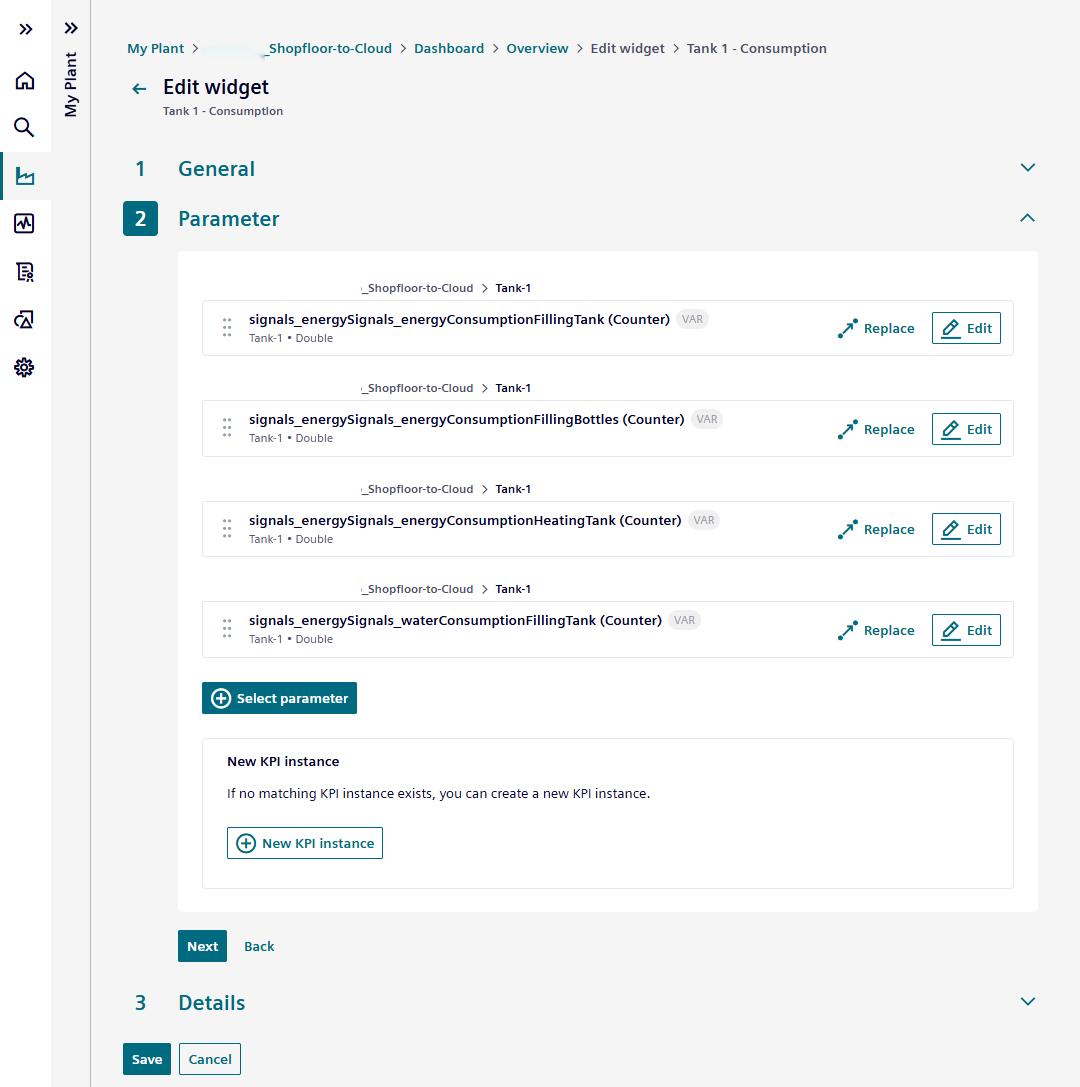 My Plant
My Plant > _Shopfloor-to-Cloud > Dashboard > Overview > Edit widget > Tank 1 - Consumption
Edit widget
Tank 1 - Consumption
1 General
2 Parameter
_Shopfloor-to-Cloud > Tank-1
signals_energySignals_energyConsumptionFillingTank (Counter) VAR
Tank-1 • Double
Replace Edit
_Shopfloor-to-Cloud > Tank-1
signals_energySignals_energyConsumptionFillingBottles (Counter) VAR
Tank-1 • Double
Replace Edit
_Shopfloor-to-Cloud > Tank-1
signals_energySignals_energyConsumptionHeatingTank (Counter) VAR
Tank-1 • Double
Replace Edit
_Shopfloor-to-Cloud > Tank-1
signals_energySignals_waterConsumptionFillingTank (Counter) VAR
Tank-1 • Double
Replace Edit
Select parameter
New KPI instance
If no matching KPI instance exists, you can create a new KPI instance.
New KPI instance
Next Back
3 Details
Save Cancel